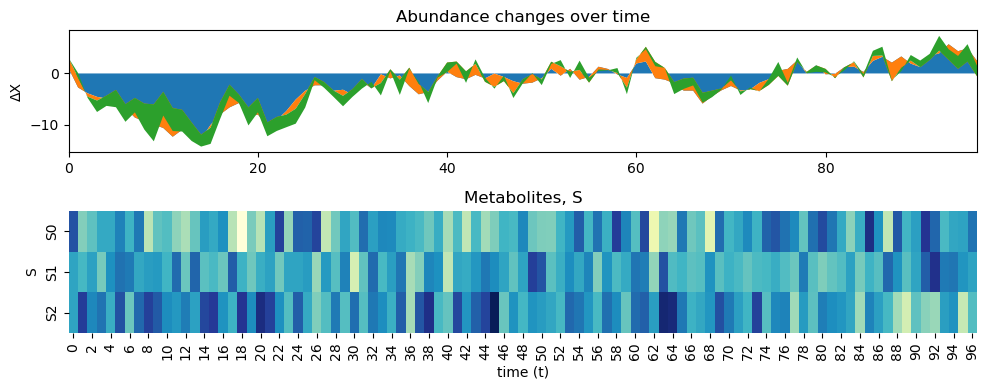 Abundance changes over time
ΔX
0
−10
0 20 40 60 80
Metabolites, S
S
S0
S1
S2
0 2 4 6 8 10 12 14 16 18 20 22 24 26 28 30 32 34 36 38 40 42 44 46 48 50 52 54 56 58 60 62 64 66 68 70 72 74 76 78 80 82 84 86 88 90 92 94 96
time (t)